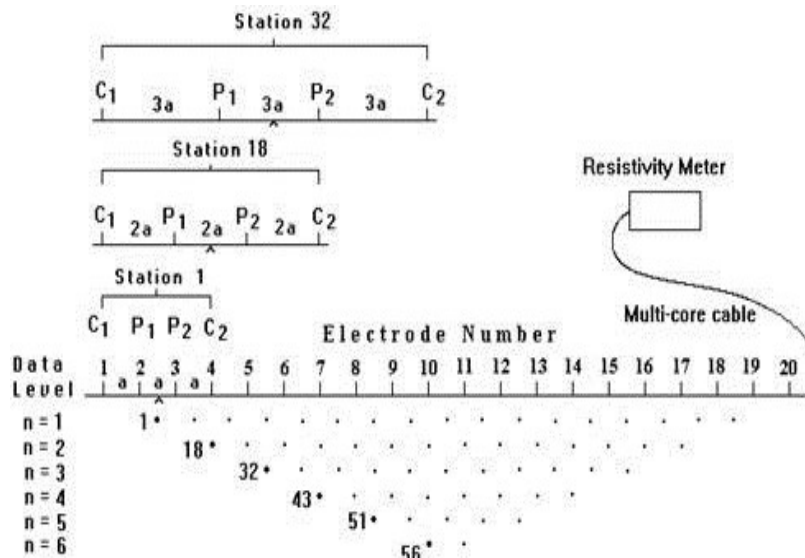 Station 32
C1 3a P1 3a P2 3a C2
Station 18
C1 2a P1 2a P2 2a C2
Resistivity Meter
Station 1
C1 P1 P2 C2
Electrode Number
Multi-core cable
Data Level
1 2 3 4 5 6 7 8 9 10 11 12 13 14 15 16 17 18 19 20
a a a
n=1 1
n=2 18
n=3 32
n=4 43
n=5 51
n=6 56